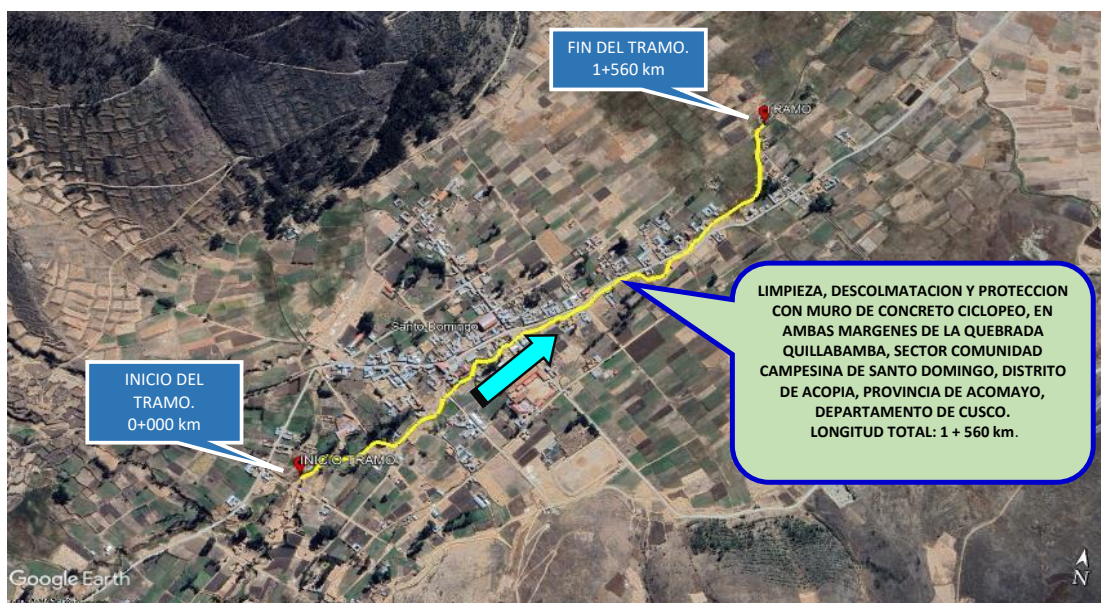 FIN DEL TRAMO.
1+560 km
TRAMO
LIMPIEZA, DESCOLMATACION Y PROTECCION
CON MURO DE CONCRETO CICLOPEO, EN
AMBAS MARGENES DE LA QUEBRADA
QUILLABAMBA, SECTOR COMUNIDAD
CAMPESINA DE SANTO DOMINGO, DISTRITO
DE ACOPIA, PROVINCIA DE ACOMAYO,
DEPARTAMENTO DE CUSCO.
LONGITUD TOTAL: 1 + 560 km.
Santo Domingo
INICIO DEL
TRAMO.
0+000 km
INICIO TRAMO
Google Earth
N